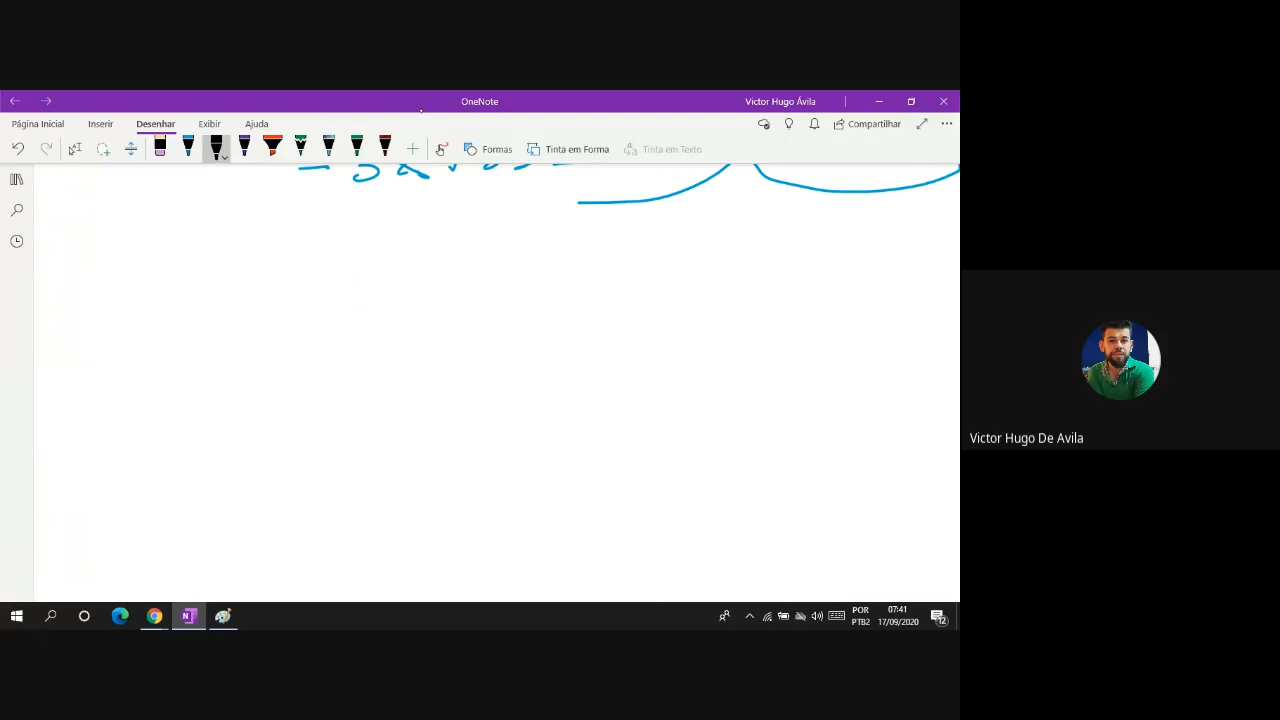 OneNote
Victor Hugo Ávila
Página Inicial Inserir Desenhar Exibir Ajuda Compartilhar
Formas Tinta em Forma Tinta em Texto
Victor Hugo De Avila
POR 07:41
PTB2 17/09/2020 12